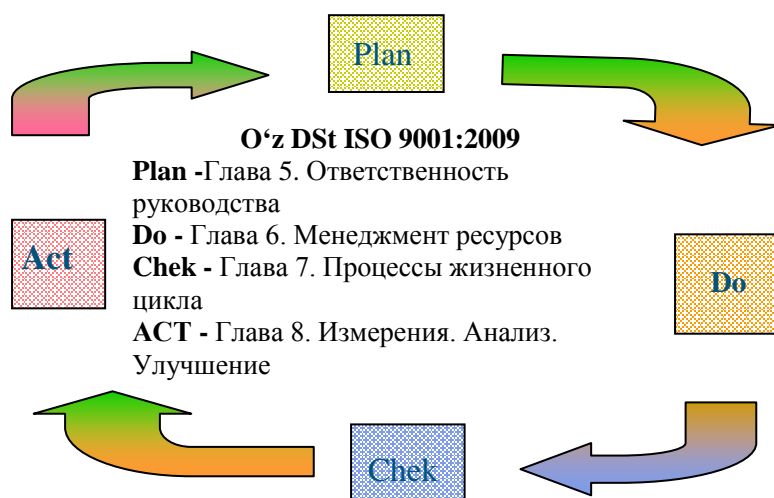 Plan
O‘z DSt ISO 9001:2009
Plan -Глава 5. Ответственность
руководства
Do - Глава 6. Менеджмент ресурсов
Chek - Глава 7. Процессы жизненного
цикла
ACT - Глава 8. Измерения. Анализ.
Улучшение
Act
Do
Chek